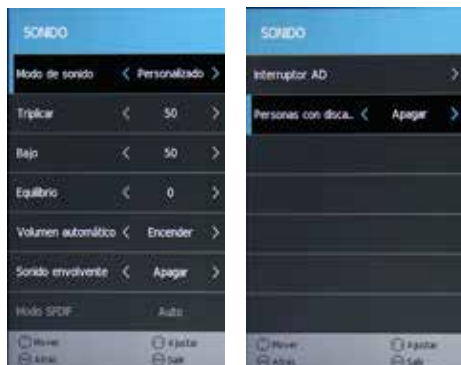 SONIDO
Modo de sonido < Personalizado >
Triplicar < 50 >
Bajo < 50 >
Equilibrio < 0 >
Volumen automático < Encender >
Sonido envolvente < Apagar >
Modo SPDIF Auto
Mover Ajustar
Atrás Salir
SONIDO
Interruptor AD >
Personas con disca.. < Apagar >
Mover Ajustar
Atrás Salir